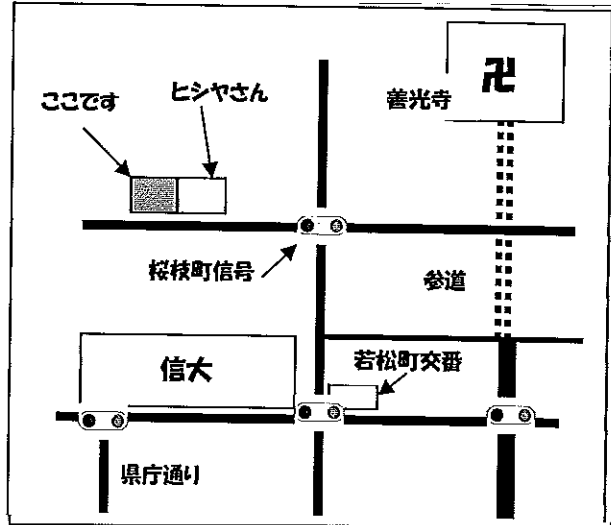 卍
善光寺
ヒシヤさん
ここです
桜枝町信号
参道
信大
若松町交番
県庁通り